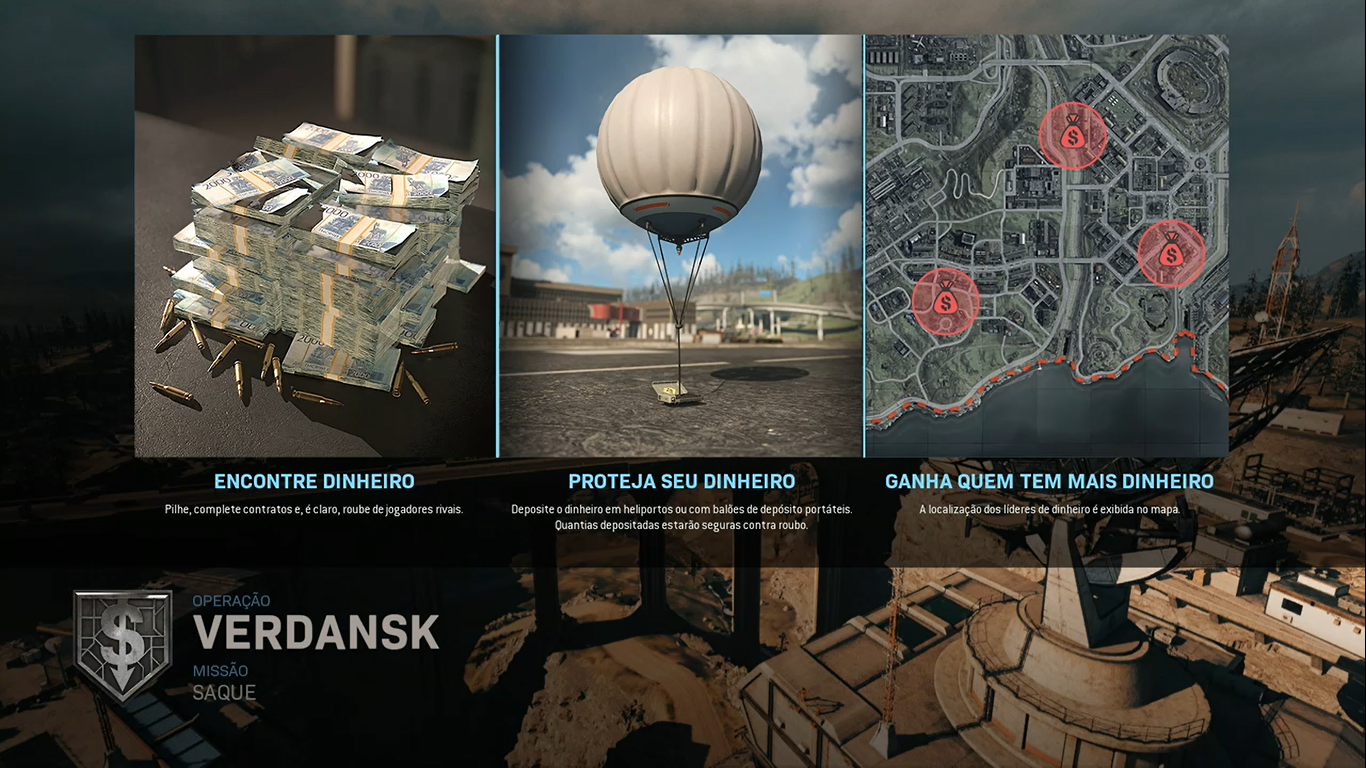 ENCONTRE DINHEIRO
Pilhe, complete contratos e, é claro, roube de jogadores rivais.
PROTEJA SEU DINHEIRO
Deposite o dinheiro em heliportos ou com balões de depósito portáteis.
Quantias depositadas estarão seguras contra roubo.
GANHA QUEM TEM MAIS DINHEIRO
A localização dos líderes de dinheiro é exibida no mapa.
OPERAÇÃO
VERDANSK
MISSÃO
SAQUE